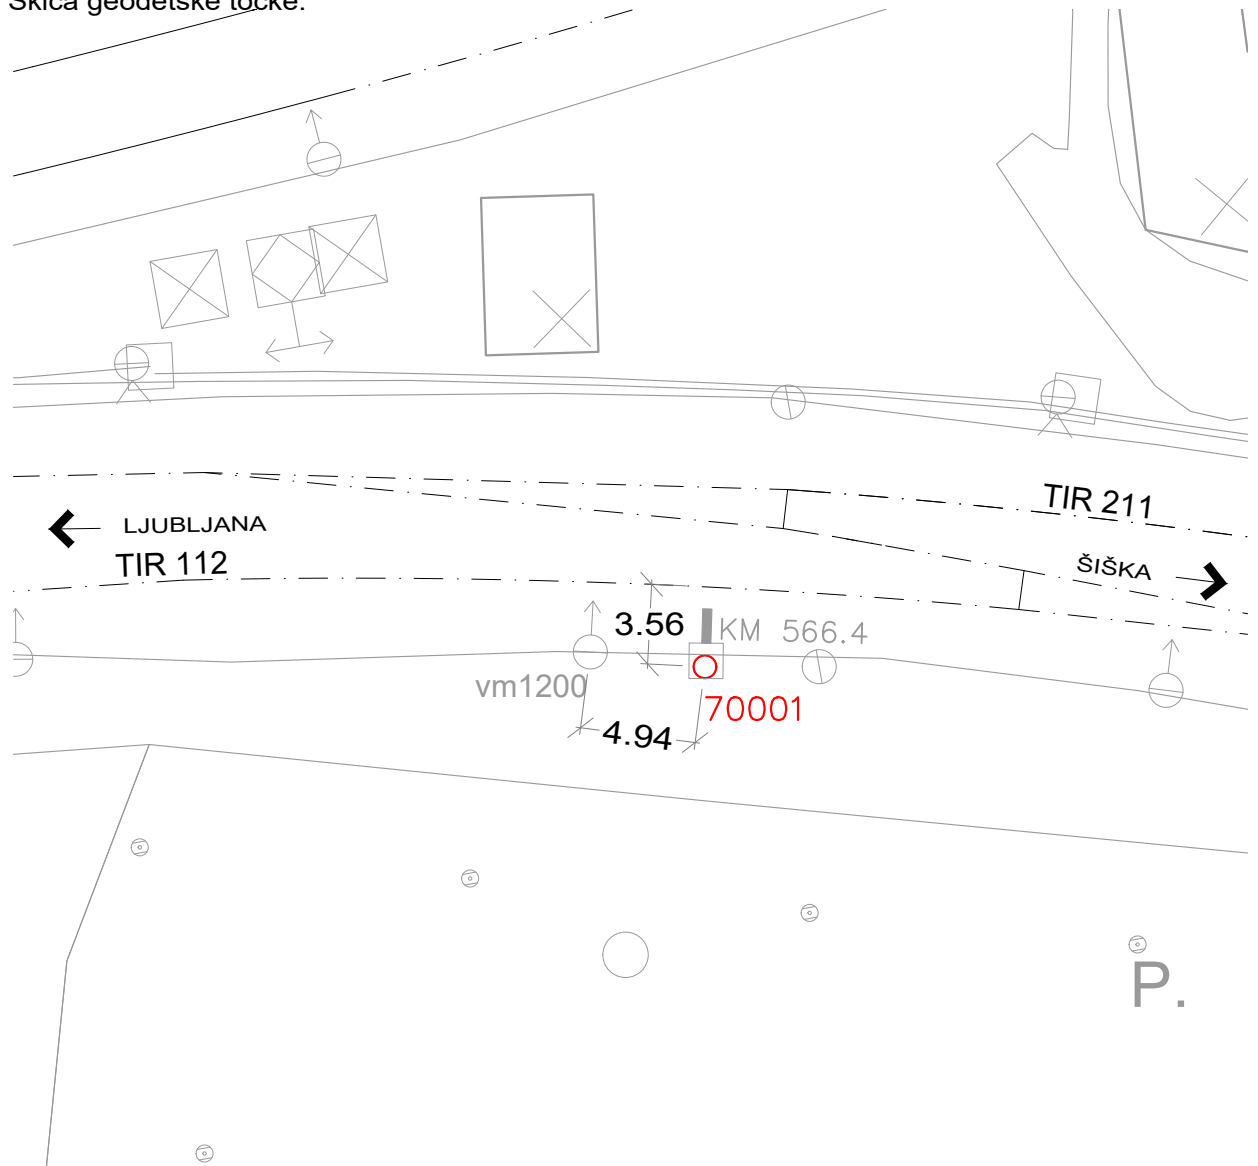 Skica geodetske točke:
TIR 211
LJUBLJANA
TIR 112
ŠIŠKA
3.56
KM 566.4
vm1200
70001
4.94
P.